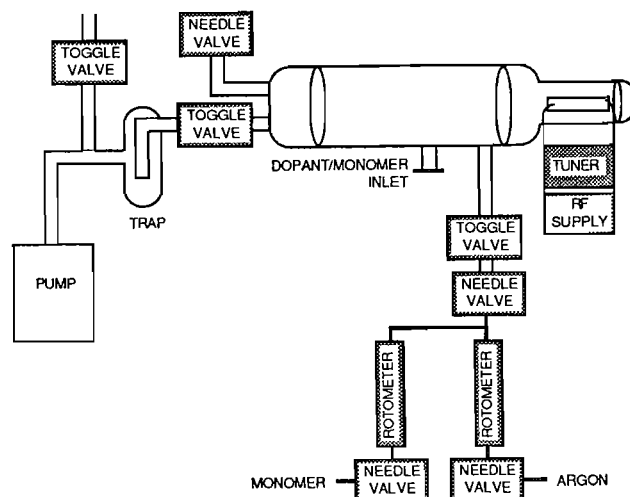 NEEDLE
VALVE
TOGGLE
VALVE
TOGGLE
VALVE
DOPANT/MONOMER
INLET
TRAP
TUNER
RF
SUPPLY
PUMP
TOGGLE
VALVE
NEEDLE
VALVE
ROTOMETER
ROTOMETER
MONOMER
NEEDLE
VALVE
NEEDLE
VALVE
ARGON